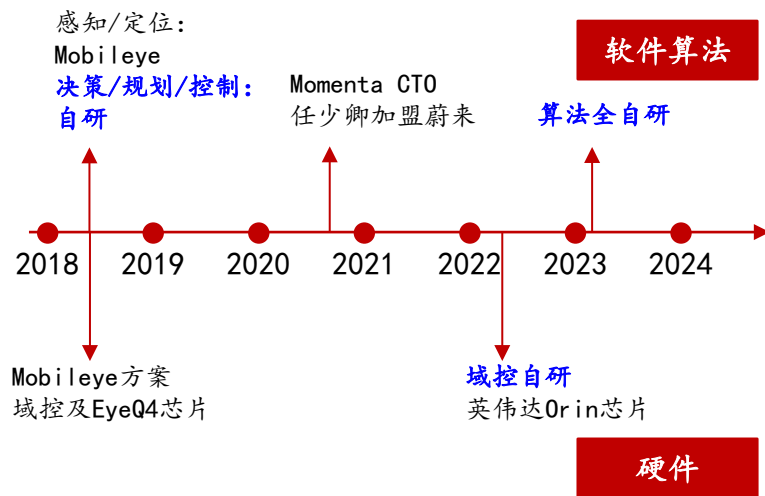 感知/定位：
Mobileye
决策/规划/控制：
自研
软件算法
Momenta CTO
任少卿加盟蔚来
算法全自研
2018
2019
2020
2021
2022
2023
2024
Mobileye方案
域控及EyeQ4芯片
域控自研
英伟达Orin芯片
硬件